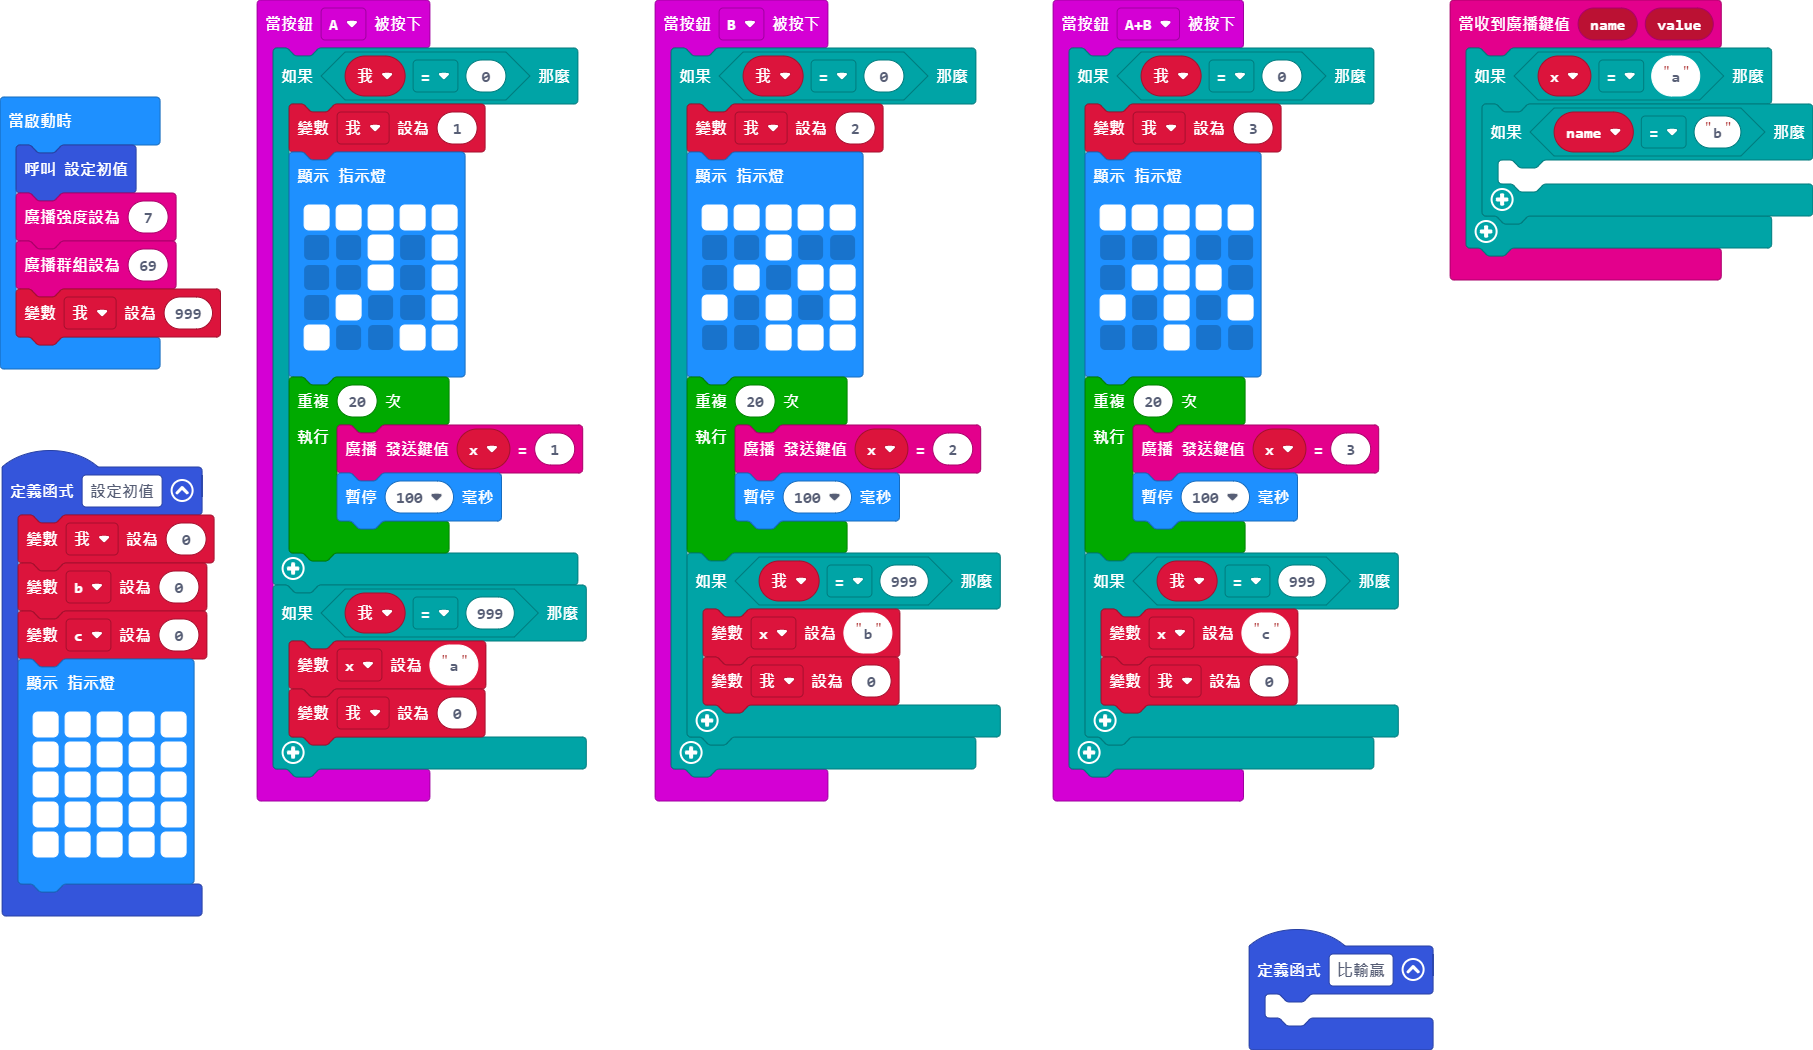 當啟動時
呼叫 設定初值
廣播強度設為 7
廣播群組設為 69
變數 我 設為 999
定義函式 設定初值
變數 我 設為 0
變數 b 設為 0
變數 c 設為 0
顯示 指示燈
當按鈕 A 被按下
如果 我 = 0 那麼
變數 我 設為 1
顯示 指示燈
重複 20 次
執行
廣播 發送鍵值 x = 1
暫停 100 毫秒
如果 我 = 999 那麼
變數 x 設為 "a"
變數 我 設為 0
當按鈕 B 被按下
如果 我 = 0 那麼
變數 我 設為 2
顯示 指示燈
重複 20 次
執行
廣播 發送鍵值 x = 2
暫停 100 毫秒
如果 我 = 999 那麼
變數 x 設為 "b"
變數 我 設為 0
當按鈕 A+B 被按下
如果 我 = 0 那麼
變數 我 設為 3
顯示 指示燈
重複 20 次
執行
廣播 發送鍵值 x = 3
暫停 100 毫秒
如果 我 = 999 那麼
變數 x 設為 "c"
變數 我 設為 0
當收到廣播鍵值 name value
如果 x = "a" 那麼
如果 name = "b" 那麼
定義函式 比輸贏